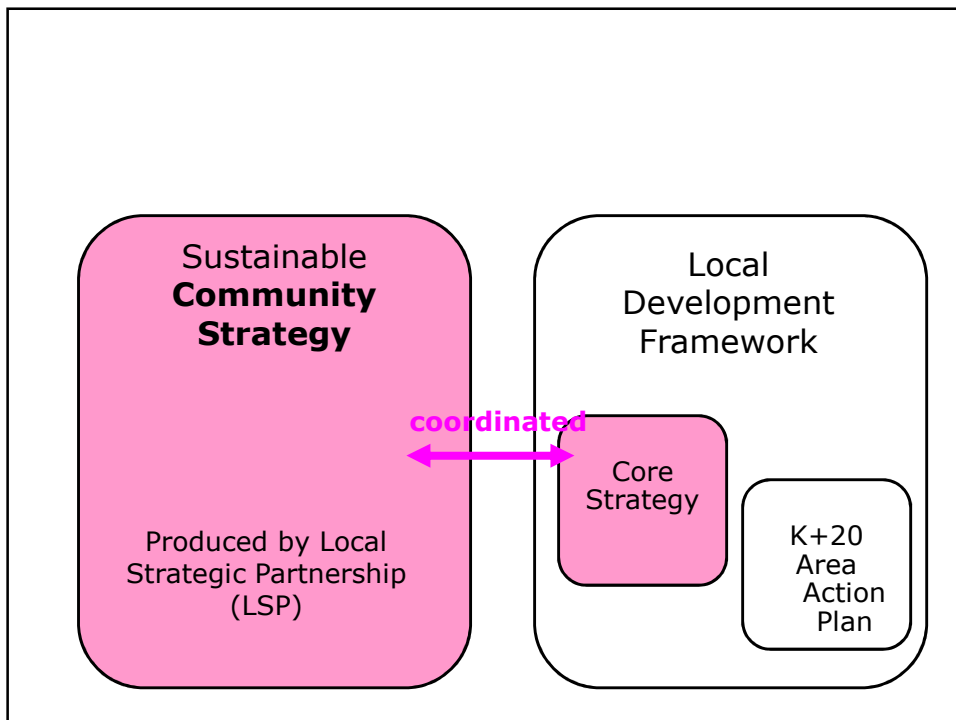 Sustainable
Community
Strategy
Produced by Local
Strategic Partnership
(LSP)
coordinated
Local
Development
Framework
Core
Strategy
K+20
Area
Action
Plan